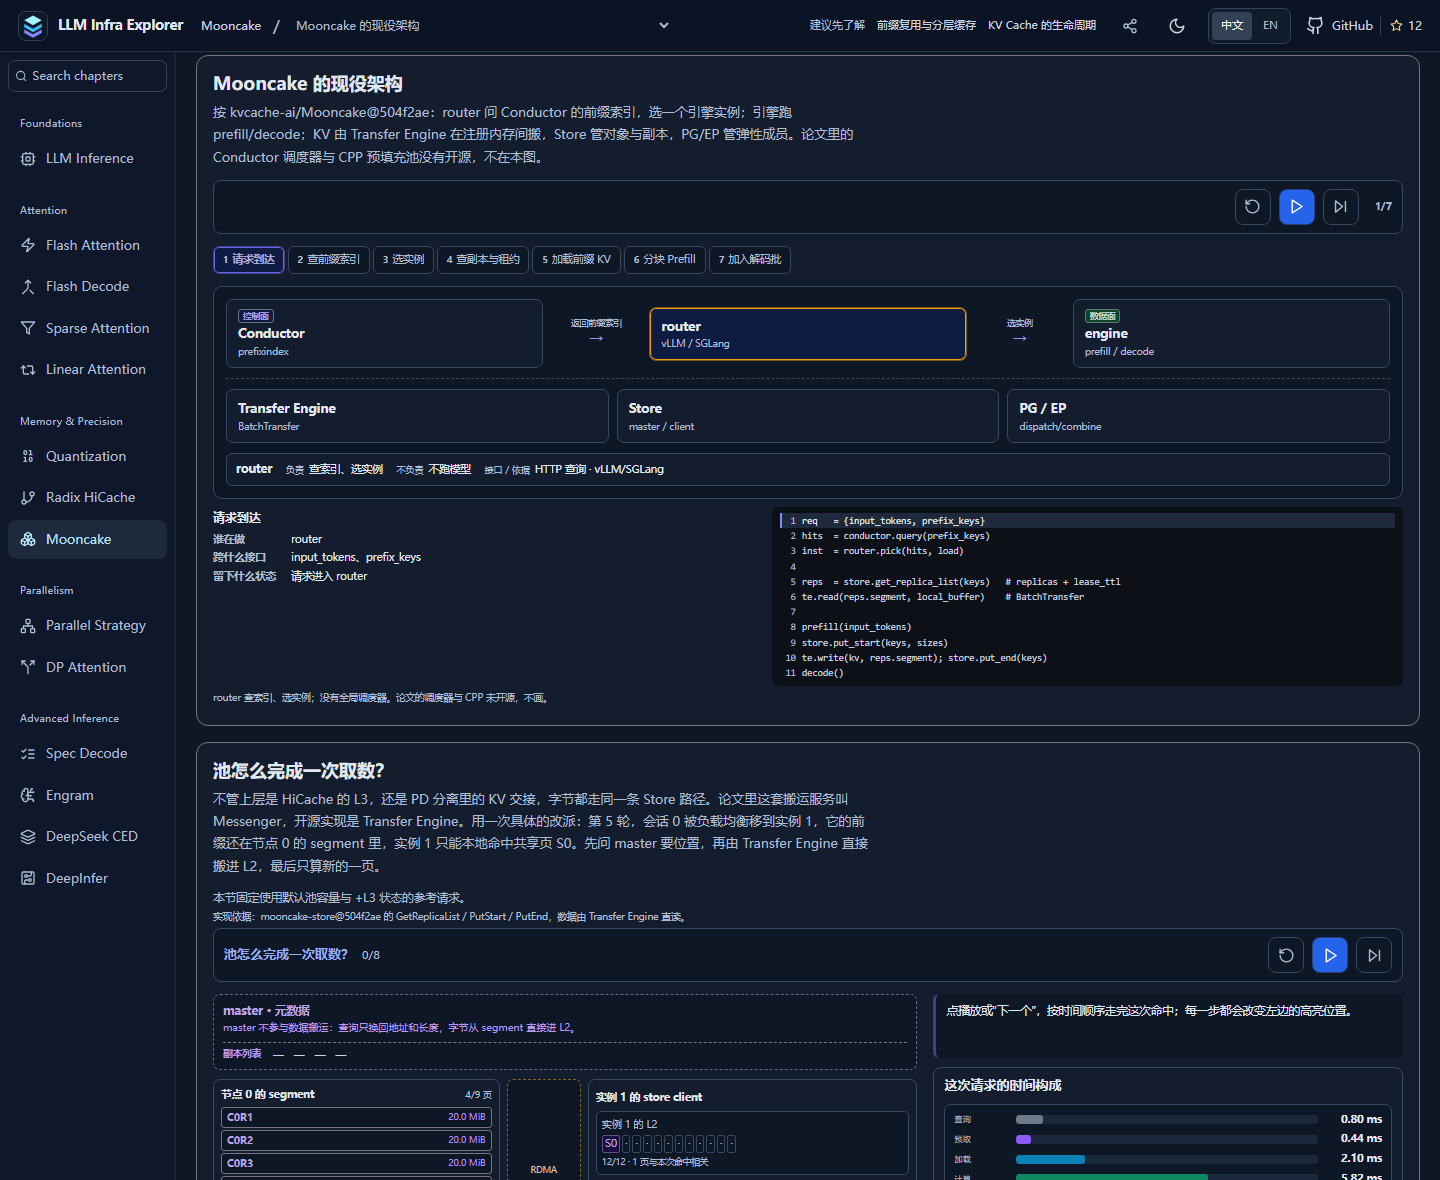 LLM Infra Explorer
Mooncake / Mooncake 的现役架构
建议先了解 前缀复用与分层缓存 KV Cache 的生命周期
中文 EN
GitHub 12
Search chapters
Foundations
LLM Inference
Attention
Flash Attention
Flash Decode
Sparse Attention
Linear Attention
Memory & Precision
Quantization
Radix HiCache
Mooncake
Parallelism
Parallel Strategy
DP Attention
Advanced Inference
Spec Decode
Engram
DeepSeek CED
DeepInfer
Mooncake 的现役架构
按 kvcache-ai/Mooncake@504f2ae：router 问 Conductor 的前缀索引，选一个引擎实例；引擎跑
prefill/decode；KV 由 Transfer Engine 在注册内存间搬，Store 管对象与副本，PG/EP 管弹性成员。论文里的
Conductor 调度器与 CPP 预填充池没有开源，不在本图。
1/7
1 请求到达
2 查前缀索引
3 选实例
4 查副本与租约
5 加载前缀 KV
6 分块 Prefill
7 加入解码批
控制面
Conductor
prefixindex
返回前缀索引
→
router
vLLM / SGLang
选实例
→
数据面
engine
prefill / decode
Transfer Engine
BatchTransfer
Store
master / client
PG / EP
dispatch/combine
router 负责 查索引、选实例 不负责 不跑模型 接口 / 依据 HTTP 查询 · vLLM/SGLang
请求到达
谁在做 router
跨什么接口 input_tokens、prefix_keys
留下什么状态 请求进入 router
1 req = {input_tokens, prefix_keys}
2 hits = conductor.query(prefix_keys)
3 inst = router.pick(hits, load)
4
5 reps = store.get_replica_list(keys) # replicas + lease_ttl
6 te.read(reps.segment, local_buffer) # BatchTransfer
7
8 prefill(input_tokens)
9 store.put_start(keys, sizes)
10 te.write(kv, reps.segment); store.put_end(keys)
11 decode()
router 查索引、选实例；没有全局调度器。论文的调度器与 CPP 未开源，不画。
池怎么完成一次取数？
不管上层是 HiCache 的 L3，还是 PD 分离里的 KV 交接，字节都走同一条 Store 路径。论文里这套搬运服务叫
Messenger，开源实现是 Transfer Engine。用一次具体的改派：第 5 轮，会话 0 被负载均衡移到实例 1，它的前
缀还在节点 0 的 segment 里，实例 1 只能本地命中共享页 S0。先问 master 要位置，再由 Transfer Engine 直接
搬进 L2，最后只算新的一页。
本节固定使用默认池容量与 +L3 状态的参考请求。
实现依据：mooncake-store@504f2ae 的 GetReplicaList / PutStart / PutEnd，数据由 Transfer Engine 直读。
池怎么完成一次取数？ 0/8
master · 元数据
master 不参与数据搬运：查询只换回地址和长度，字节从 segment 直接进 L2。
副本列表 — — — —
点播放或“下一个”，按时间顺序走完这次命中；每一步都会改变左边的高亮位置。
节点 0 的 segment 4/9 页
C0R1 20.0 MiB
C0R2 20.0 MiB
C0R3 20.0 MiB
RDMA
实例 1 的 store client
实例 1 的 L2
S0 · · · · · · · · · · ·
12/12 · 1 页与本次命中相关
这次请求的时间构成
查询 0.80 ms
预取 0.44 ms
加载 2.10 ms
计算 5.82 ms